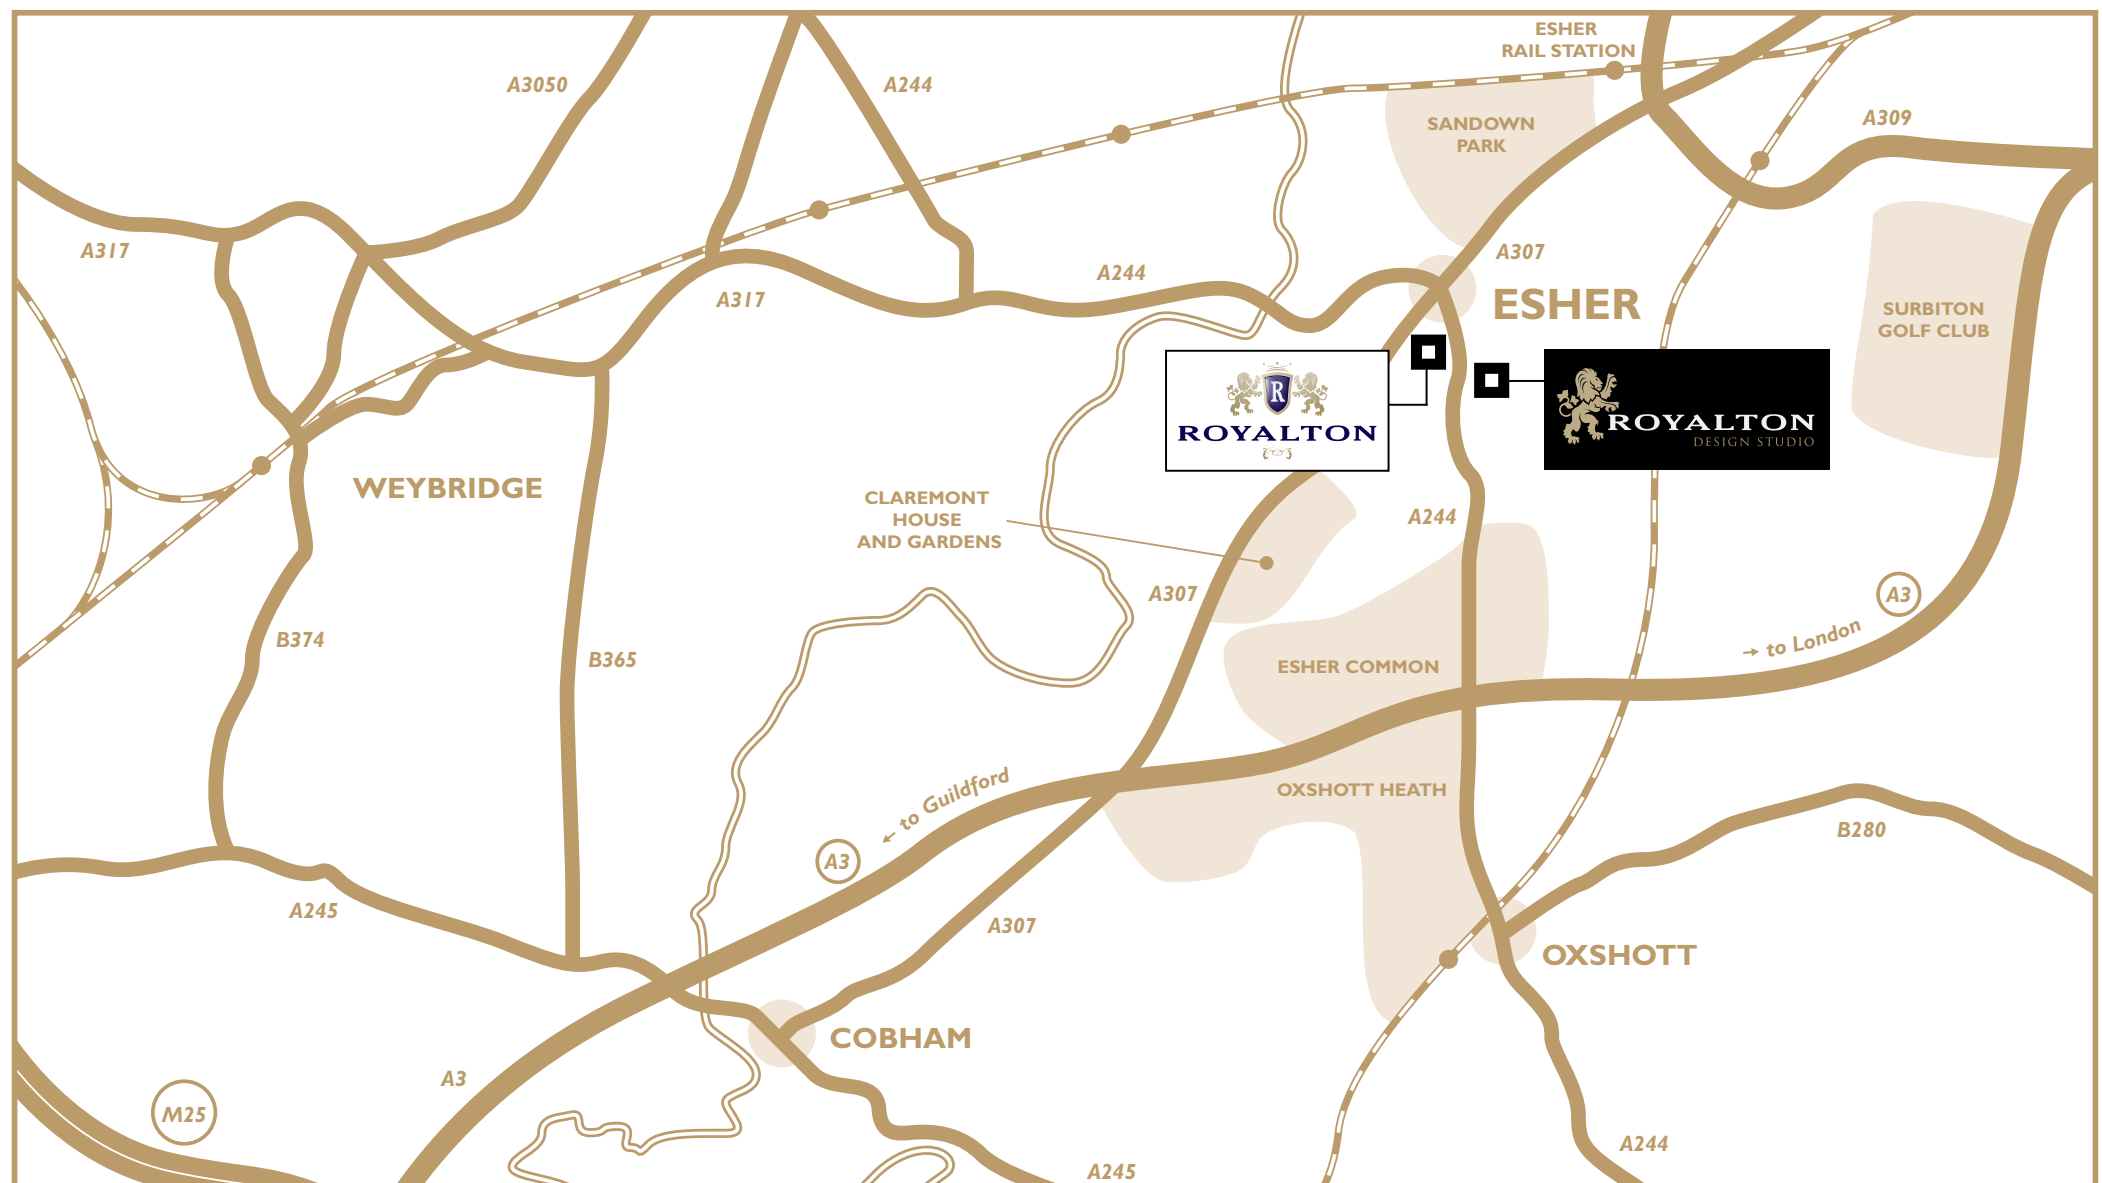 ESHER
RAIL STATION
A3050
A244
SANDOWN
PARK
A309
A317
A307
A244
A317
ESHER
SURBITON
GOLF CLUB
R
ROYALTON
ROYALTON
DESIGN STUDIO
WEYBRIDGE
CLAREMONT
HOUSE
AND GARDENS
A244
A307
A3
B374
B365
ESHER COMMON
→ to London
← to Guildford
OXSHOTT HEATH
B280
A3
A245
A307
OXSHOTT
COBHAM
A3
M25
A244
A245